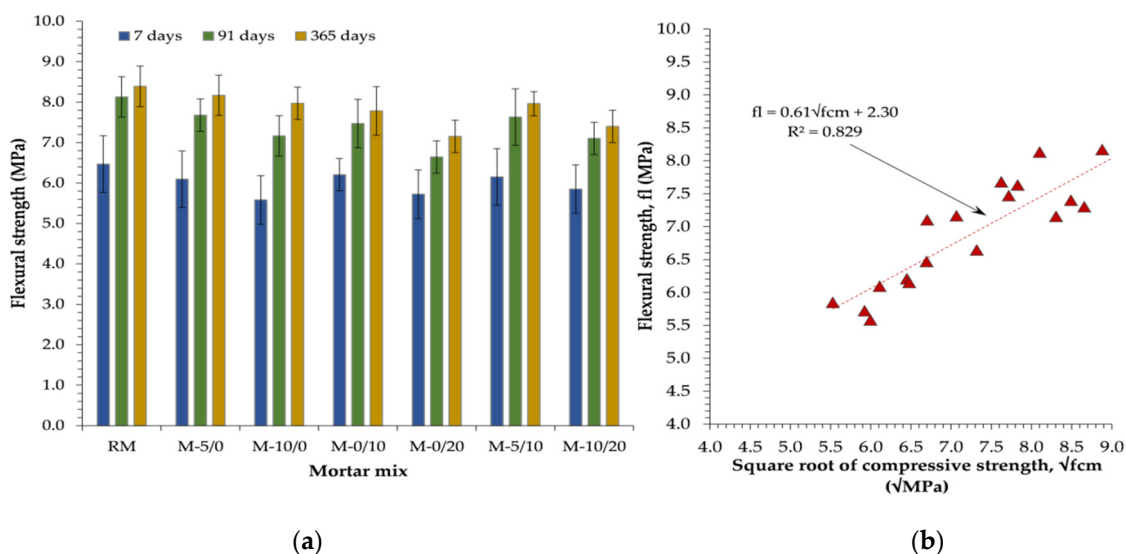 10.0
9.0
8.0
7.0
6.0
5.0
4.0
3.0
2.0
1.0
0.0
Flexural strength (MPa)
7 days 91 days 365 days
RM M-5/0 M-10/0 M-0/10 M-0/20 M-5/10 M-10/20
Mortar mix
(a)
10.0
9.5
9.0
8.5
8.0
7.5
7.0
6.5
6.0
5.5
5.0
4.5
4.0
Flexural strength, fl (MPa)
fl = 0.61√fcm + 2.30
R² = 0.829
4.0 4.5 5.0 5.5 6.0 6.5 7.0 7.5 8.0 8.5 9.0
Square root of compressive strength, √fcm
(√MPa)
(b)